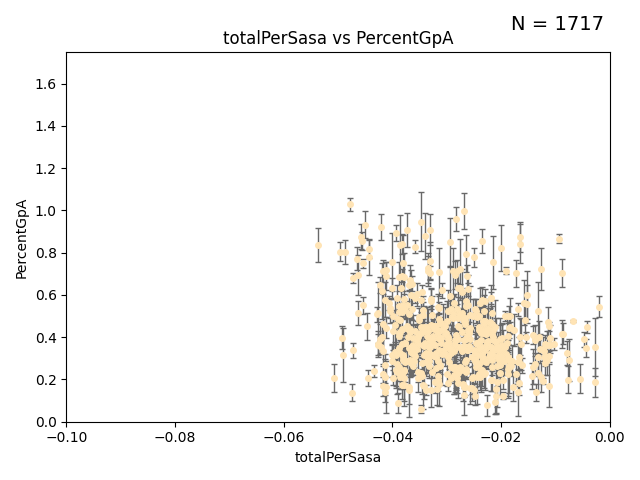 N = 1717
totalPerSasa vs PercentGpA
PercentGpA
1.6
1.4
1.2
1.0
0.8
0.6
0.4
0.2
0.0
−0.10 −0.08 −0.06 −0.04 −0.02 0.00
totalPerSasa